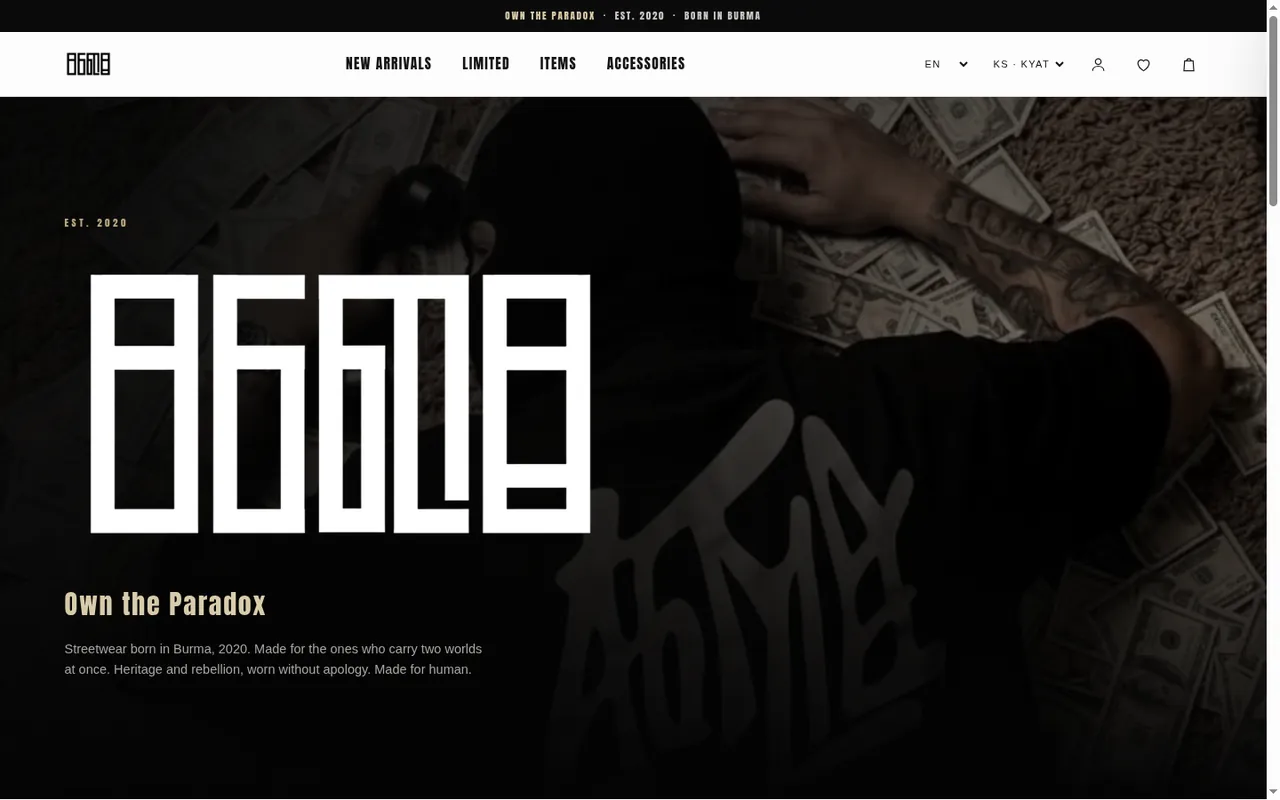 OWN THE PARADOX · EST. 2020 · BORN IN BURMA
NEW ARRIVALS LIMITED ITEMS ACCESSORIES EN KS · KYAT
EST. 2020
Own the Paradox
Streetwear born in Burma, 2020. Made for the ones who carry two worlds
at once. Heritage and rebellion, worn without apology. Made for human.